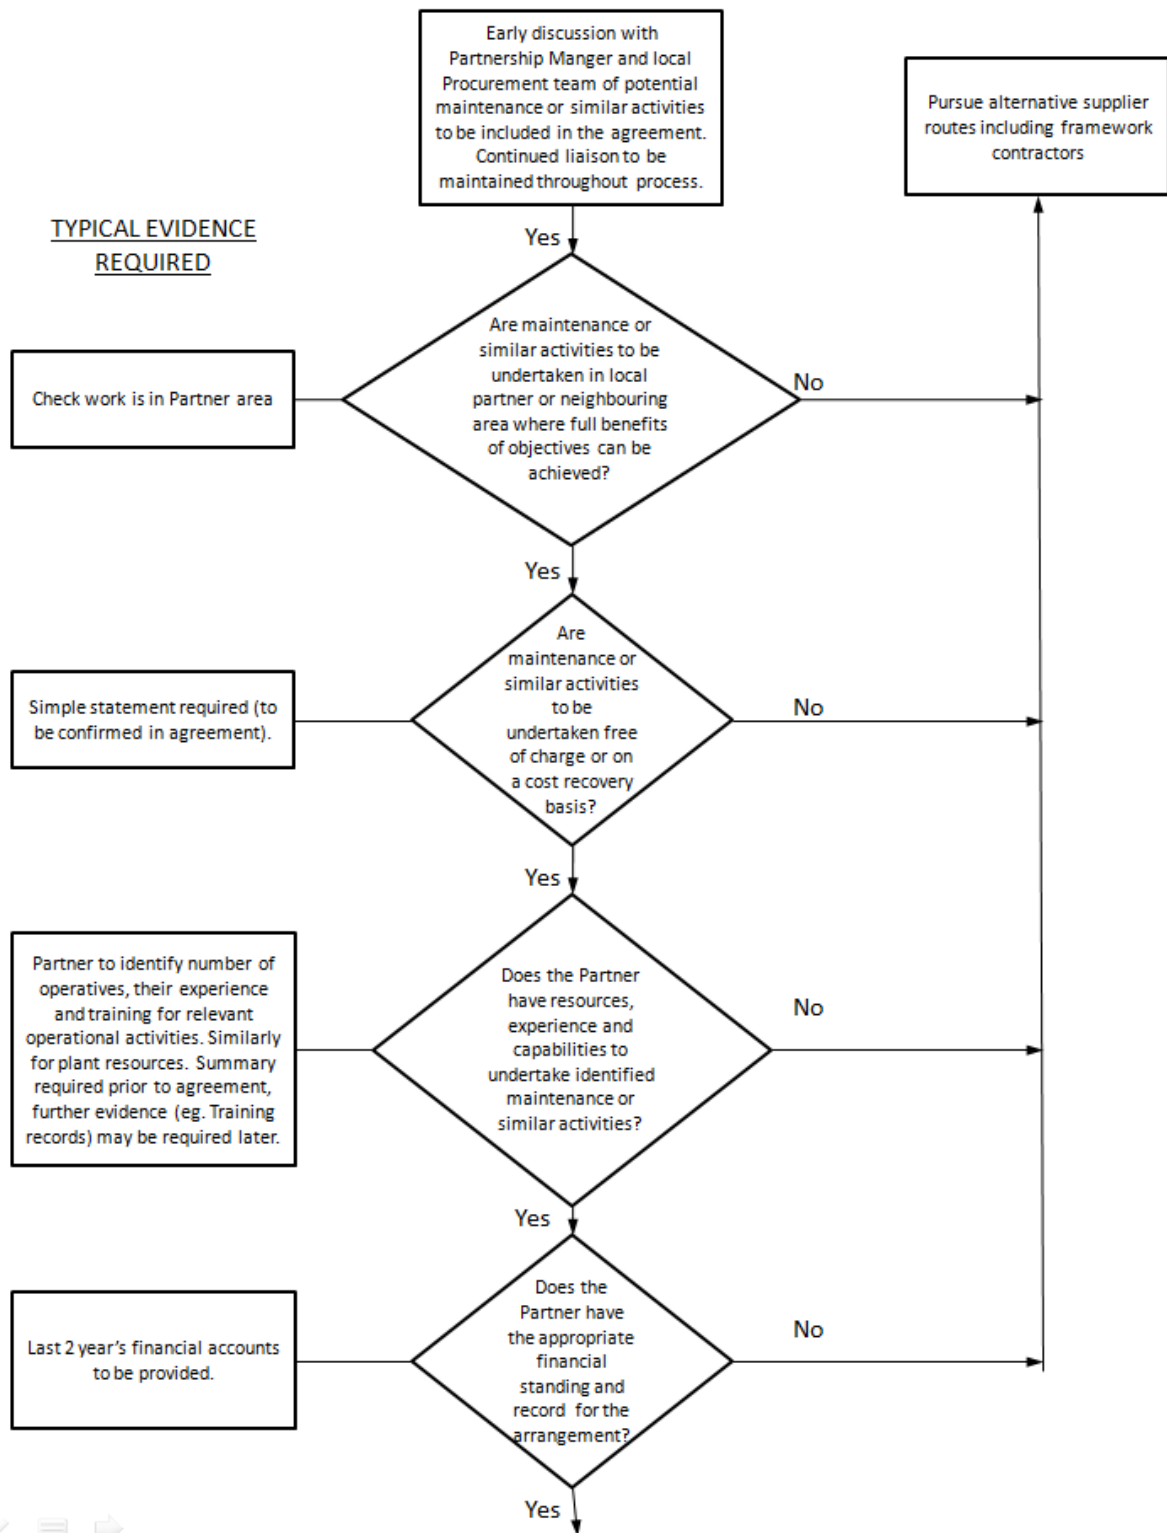 Early discussion with
Partnership Manger and local
Procurement team of potential
maintenance or similar activities
to be included in the agreement.
Continued liaison to be
maintained throughout process.
Pursue alternative supplier
routes including framework
contractors
TYPICAL EVIDENCE
REQUIRED
Yes
Are maintenance or
similar activities to be
undertaken in local
partner or neighbouring
area where full benefits
of objectives can be
achieved?
Check work is in Partner area
No
Yes
Are
maintenance or
similar activities
to be
undertaken free
of charge or on
a cost recovery
basis?
Simple statement required (to
be confirmed in agreement).
No
Yes
Partner to identify number of
operatives, their experience
and training for relevant
operational activities. Similarly
for plant resources. Summary
required prior to agreement,
further evidence (eg. Training
records) may be required later.
Does the Partner
have resources,
experience and
capabilities to
undertake identified
maintenance or
similar activities?
No
Yes
Last 2 year’s financial accounts
to be provided.
Does the
Partner have
the appropriate
financial
standing and
record for the
arrangement?
No
Yes